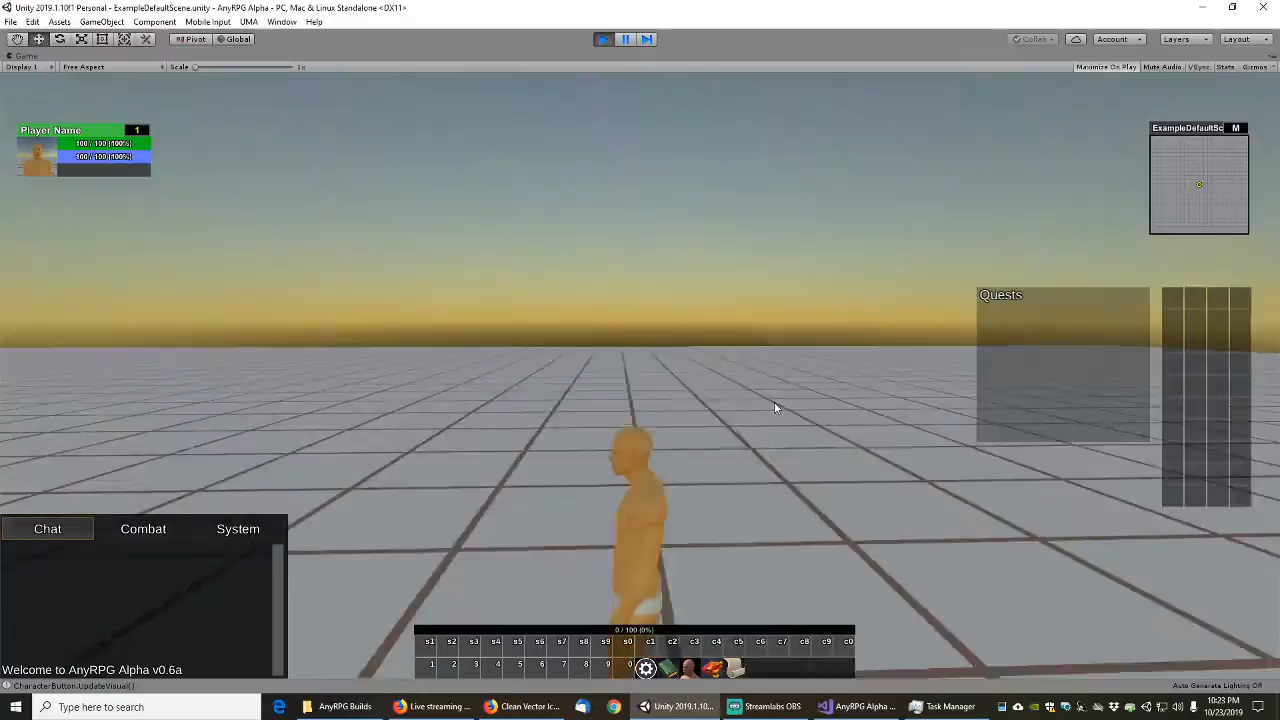 Unity 2019.1.10f1 Personal - ExampleDefaultScene.unity - AnyRPG Alpha - PC, Mac & Linux Standalone <DX11>
File Edit Assets GameObject Component Mobile Input UMA Window Help
Pivot Global Collab Account Layers Layout
Game
Display 1 Free Aspect Scale 1x Maximize On Play Mute Audio VSync Stats Gizmos
Player Name 1
100 / 100 (100%)
100 / 100 (100%)
ExampleDefaultSc M
Quests
Chat Combat System
Welcome to AnyRPG Alpha v0.6a
0 / 100 (0%)
s1 s2 s3 s4 s5 s6 s7 s8 s9 s0 c1 c2 c3 c4 c5 c6 c7 c8 c9 c0
1 2 3 4 5 6 7 8 9 0
CharacterButton.UpdateVisual()
Auto Generate Lighting Off
Type here to search
AnyRPG Builds
Live streaming ...
Clean Vector Ic...
Unity 2019.1.10...
Streamlabs OBS
AnyRPG Alpha ...
Task Manager
10:23 PM
10/23/2019